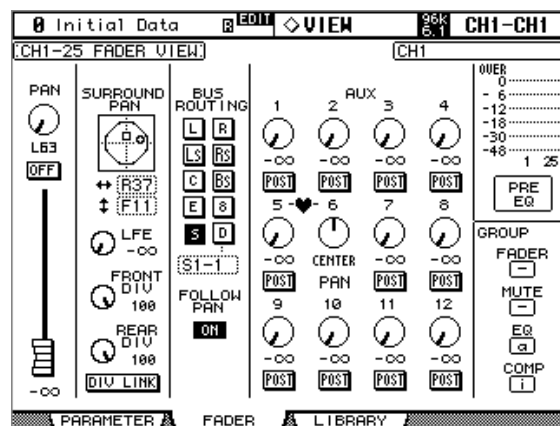 0 Initial Data R EDIT ◇VIEW 96K 6.1 CH1-CH1
CH1-25 FADER VIEW CH1
PAN
L63
OFF
-∞
SURROUND
PAN
↔ R37
↕ F11
LFE
-∞
FRONT
DIV
100
REAR
DIV
100
DIV LINK
BUS
ROUTING
L R
LS RS
C BS
E 8
S D
S1-1
FOLLOW
PAN
ON
AUX
1 2 3 4
-∞ -∞ -∞ -∞
POST POST POST POST
5-♥-6 7 8
-∞ CENTER -∞ -∞
POST PAN POST POST
9 10 11 12
-∞ -∞ -∞ -∞
POST POST POST POST
OVER
0
-6
-12
-18
-30
-48
1 25
PRE
EQ
GROUP
FADER
-
MUTE
-
EQ
a
COMP
i
PARAMETER FADER LIBRARY